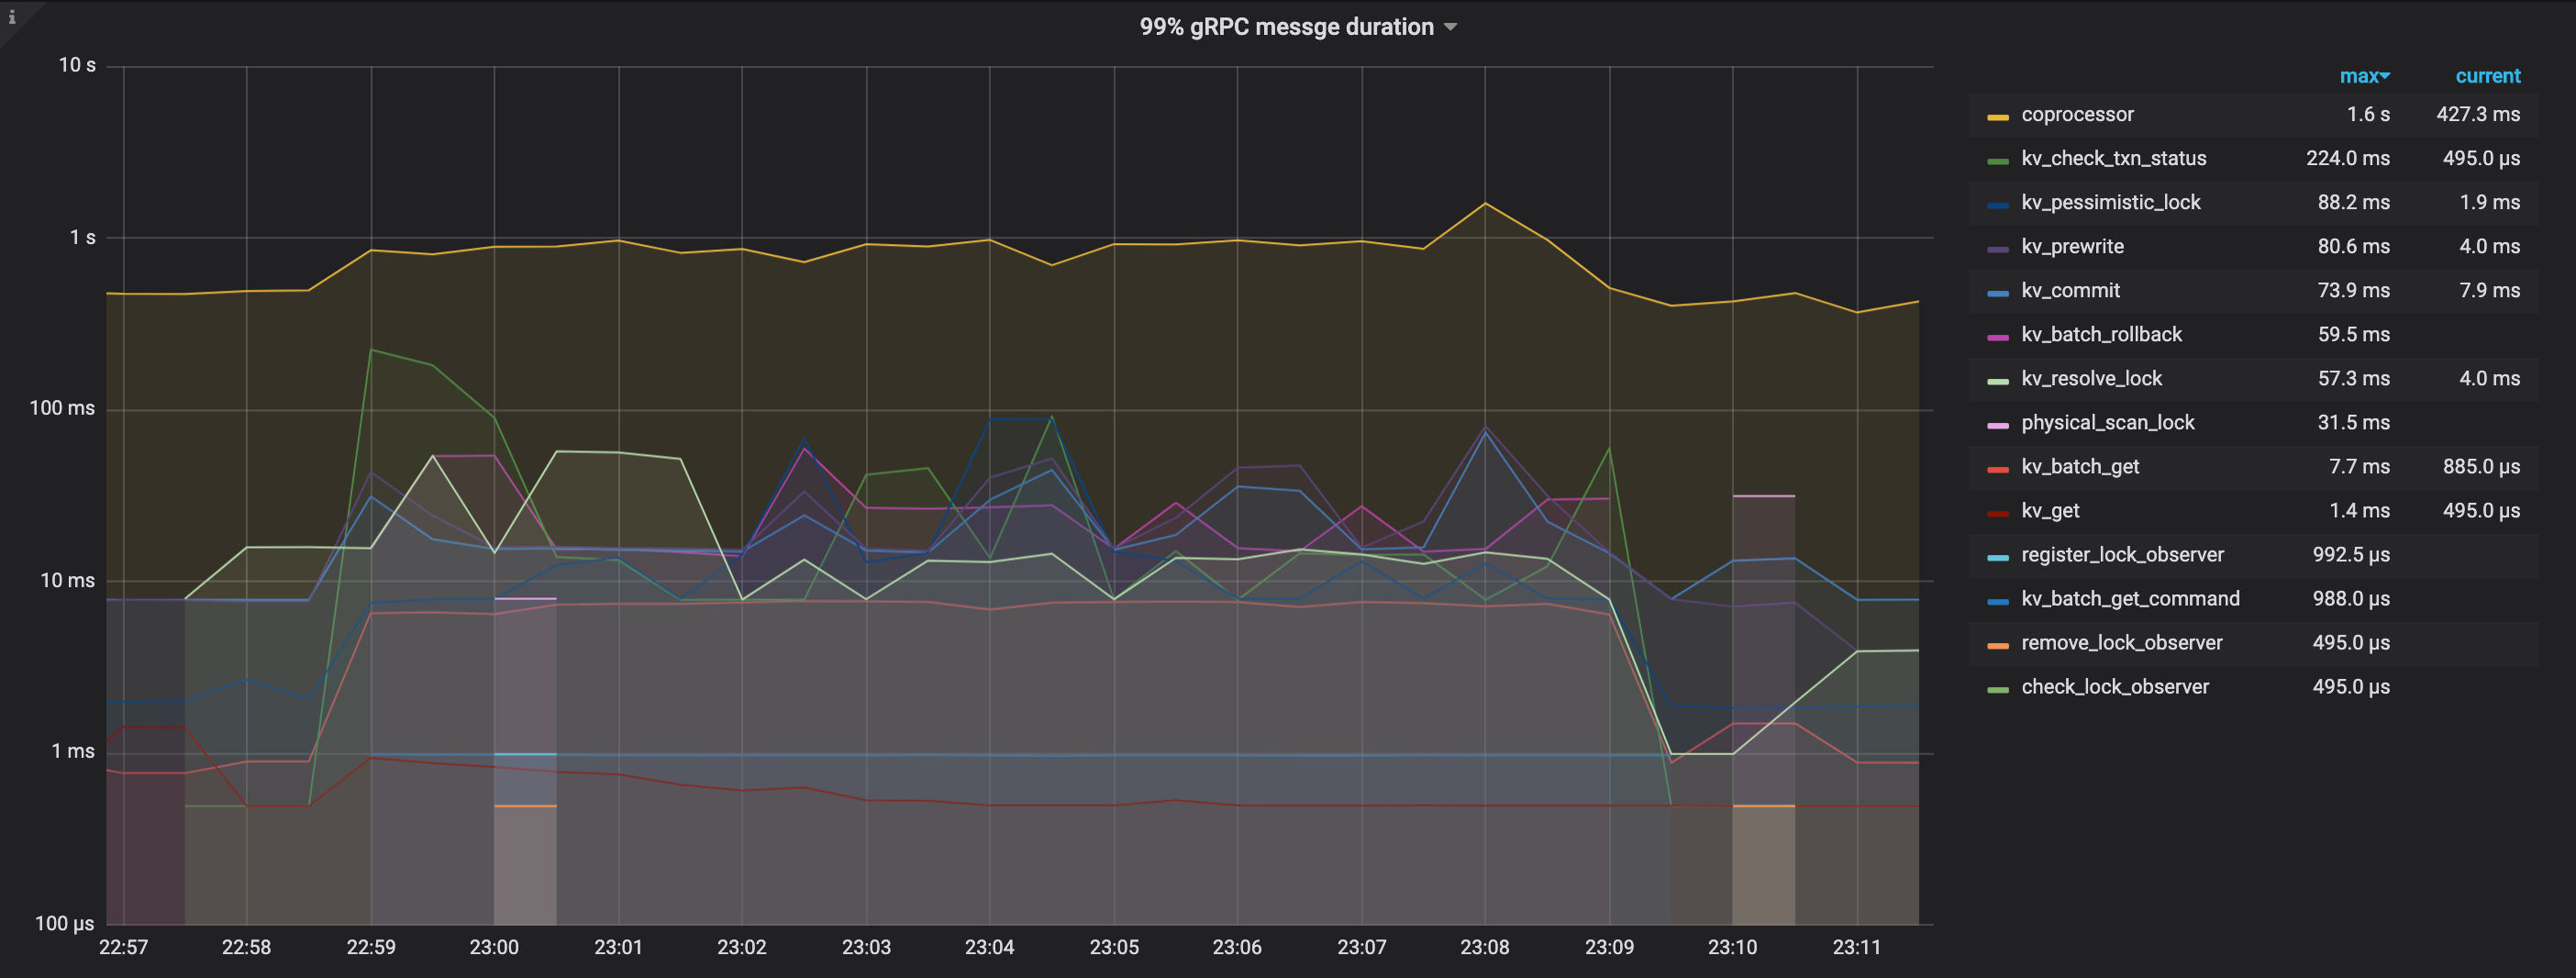 i
99% gRPC messge duration
10 s
1 s
100 ms
10 ms
1 ms
100 µs
22:57 22:58 22:59 23:00 23:01 23:02 23:03 23:04 23:05 23:06 23:07 23:08 23:09 23:10 23:11
max current
coprocessor 1.6 s 427.3 ms
kv_check_txn_status 224.0 ms 495.0 µs
kv_pessimistic_lock 88.2 ms 1.9 ms
kv_prewrite 80.6 ms 4.0 ms
kv_commit 73.9 ms 7.9 ms
kv_batch_rollback 59.5 ms
kv_resolve_lock 57.3 ms 4.0 ms
physical_scan_lock 31.5 ms
kv_batch_get 7.7 ms 885.0 µs
kv_get 1.4 ms 495.0 µs
register_lock_observer 992.5 µs
kv_batch_get_command 988.0 µs
remove_lock_observer 495.0 µs
check_lock_observer 495.0 µs